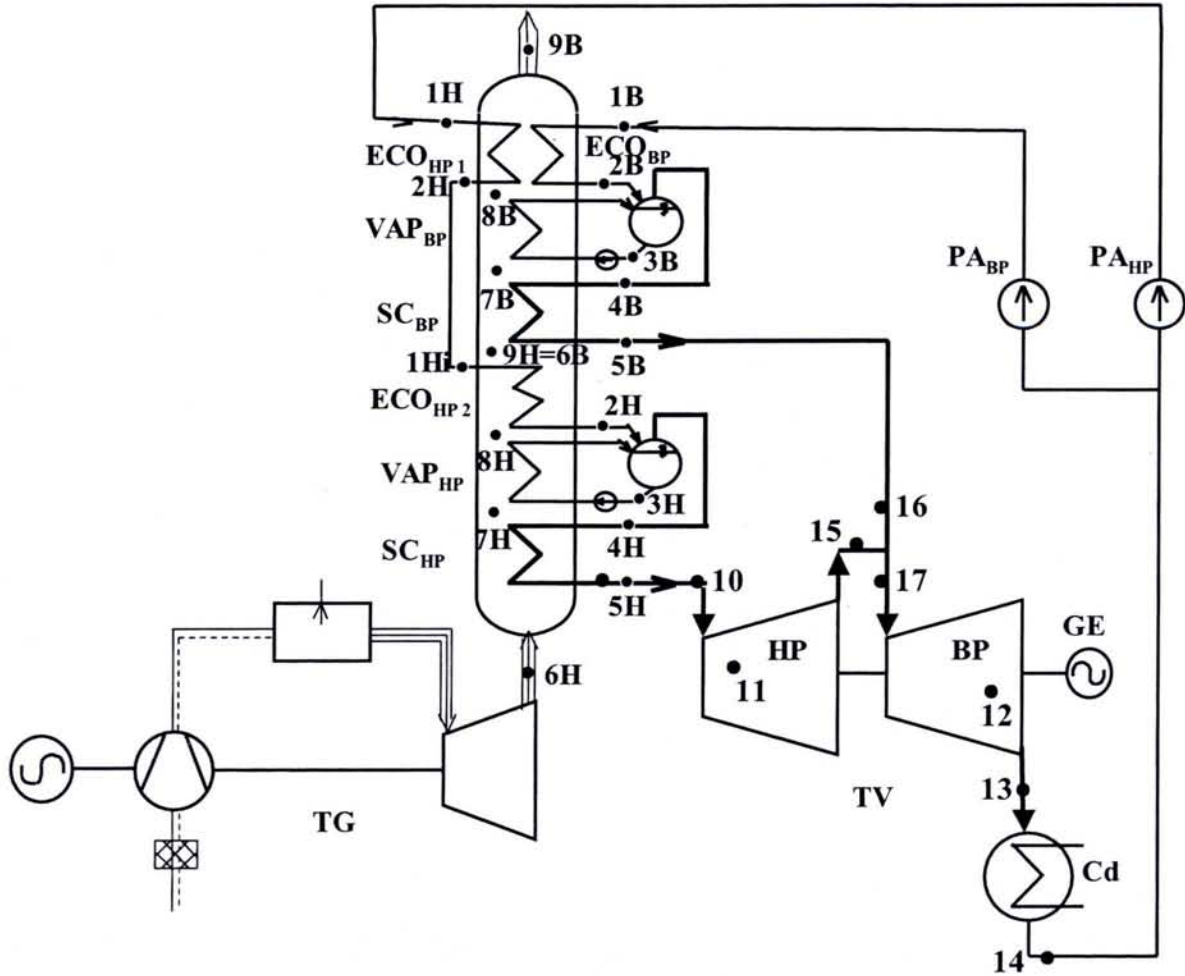 9B
1H
1B
ECO HP 1
ECO BP
2H
2B
8B
VAP BP
3B
PA BP
PA HP
7B
4B
SC BP
1Hi
9H=6B
5B
ECO HP 2
2H
8H
VAP HP
3H
16
7H
15
4H
SC HP
10
17
5H
HP
BP
GE
6H
11
12
13
TV
TG
Cd
14